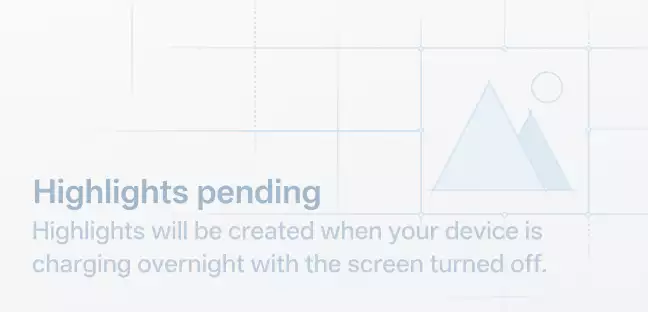 Highlights pending
Highlights will be created when your device is
charging overnight with the screen turned off.